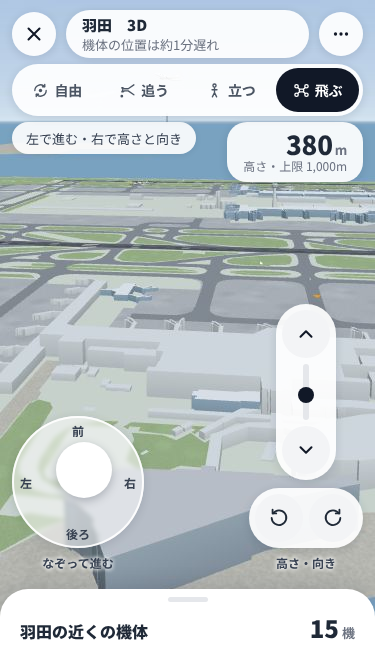 羽田 3D
機体の位置は約1分遅れ
自由
追う
立つ
飛ぶ
左で進む・右で高さと向き
380m
高さ・上限 1,000m
前
左
右
後ろ
なぞって進む
高さ・向き
羽田の近くの機体
15機